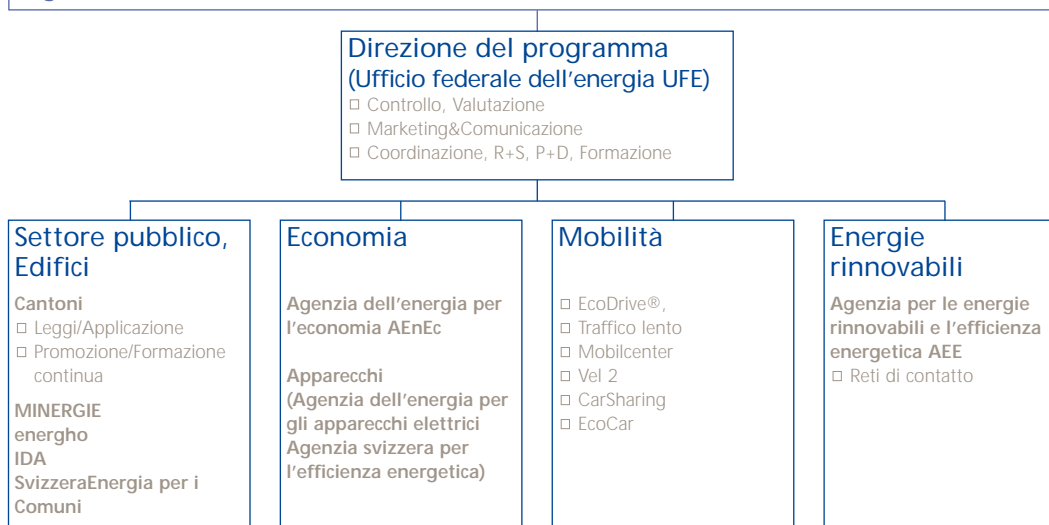 Direzione del programma
(Ufficio federale dell'energia UFE)
□ Controllo, Valutazione
□ Marketing&Comunicazione
□ Coordinazione, R+S, P+D, Formazione
Settore pubblico,
Edifici
Cantoni
□ Leggi/Applicazione
□ Promozione/Formazione
continua
MINERGIE
energho
IDA
SvizzeraEnergia per i
Comuni
Economia
Agenzia dell'energia per
l'economia AEnEc
Apparecchi
(Agenzia dell'energia per
gli apparecchi elettrici
Agenzia svizzera per
l'efficienza energetica)
Mobilità
□ EcoDrive®,
□ Traffico lento
□ Mobilcenter
□ Vel 2
□ CarSharing
□ EcoCar
Energie
rinnovabili
Agenzia per le energie
rinnovabili e l'efficienza
energetica AEE
□ Reti di contatto